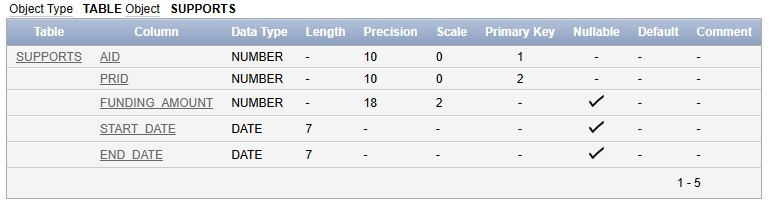 Object Type TABLE Object SUPPORTS
Table Column Data Type Length Precision Scale Primary Key Nullable Default Comment
SUPPORTS AID NUMBER - 10 0 1 - - -
PRID NUMBER - 10 0 2 - - -
FUNDING_AMOUNT NUMBER - 18 2 - ✓ - -
START_DATE DATE 7 - - - ✓ - -
END_DATE DATE 7 - - - ✓ - -
1 - 5